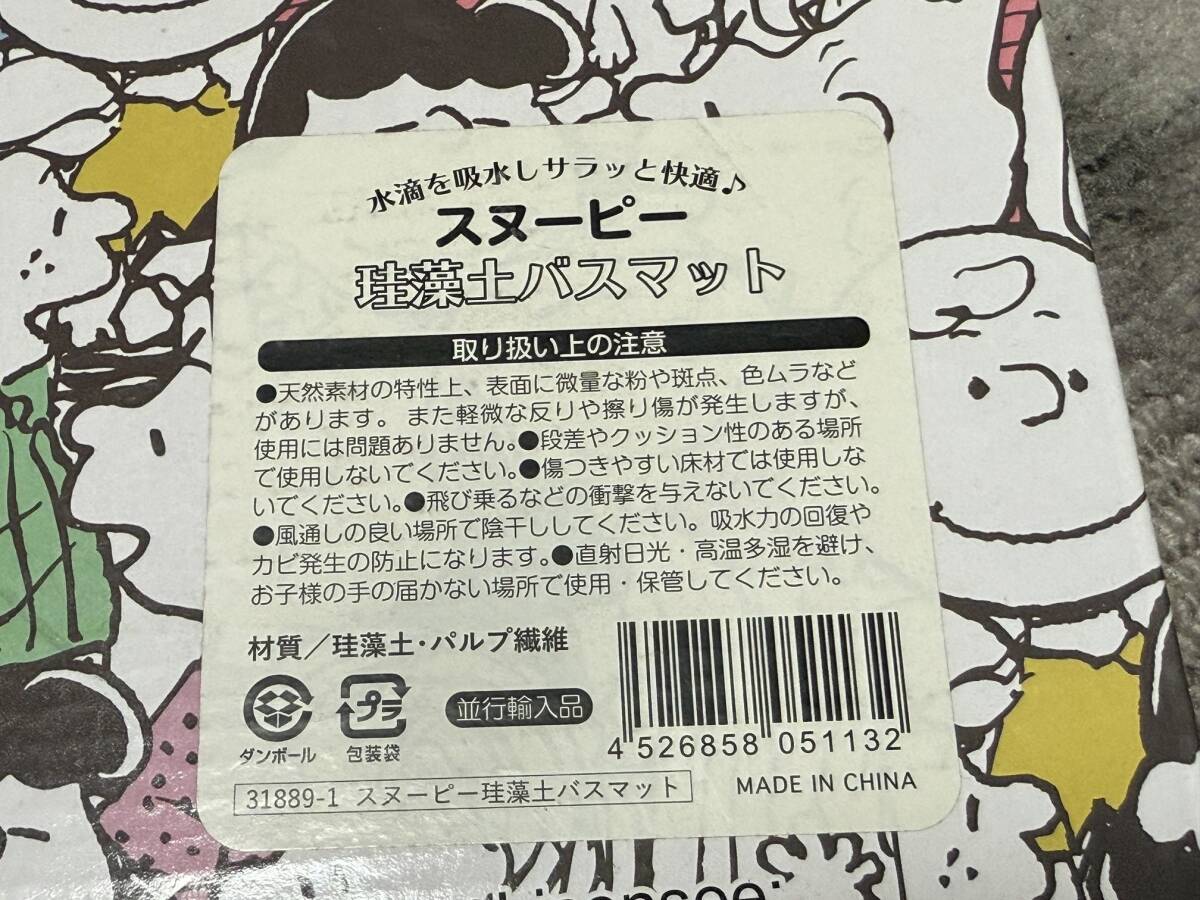 水滴を吸水しサラッと快適♪
スヌーピー
珪藻土バスマット
取り扱い上の注意
●天然素材の特性上、表面に微量な粉や斑点、色ムラなど
があります。また軽微な反りや擦り傷が発生しますが、
使用には問題ありません。●段差やクッション性のある場所
で使用しないでください。●傷つきやすい床材では使用しな
いでください。●飛び乗るなどの衝撃を与えないでください。
●風通しの良い場所で陰干ししてください。吸水力の回復や
カビ発生の防止になります。●直射日光・高温多湿を避け、
お子様の手の届かない場所で使用・保管してください。
材質／珪藻土・パルプ繊維
プラ
並行輸入品
ダンボール 包装袋
4 526858 051132
31889-1 スヌーピー珪藻土バスマット
MADE IN CHINA